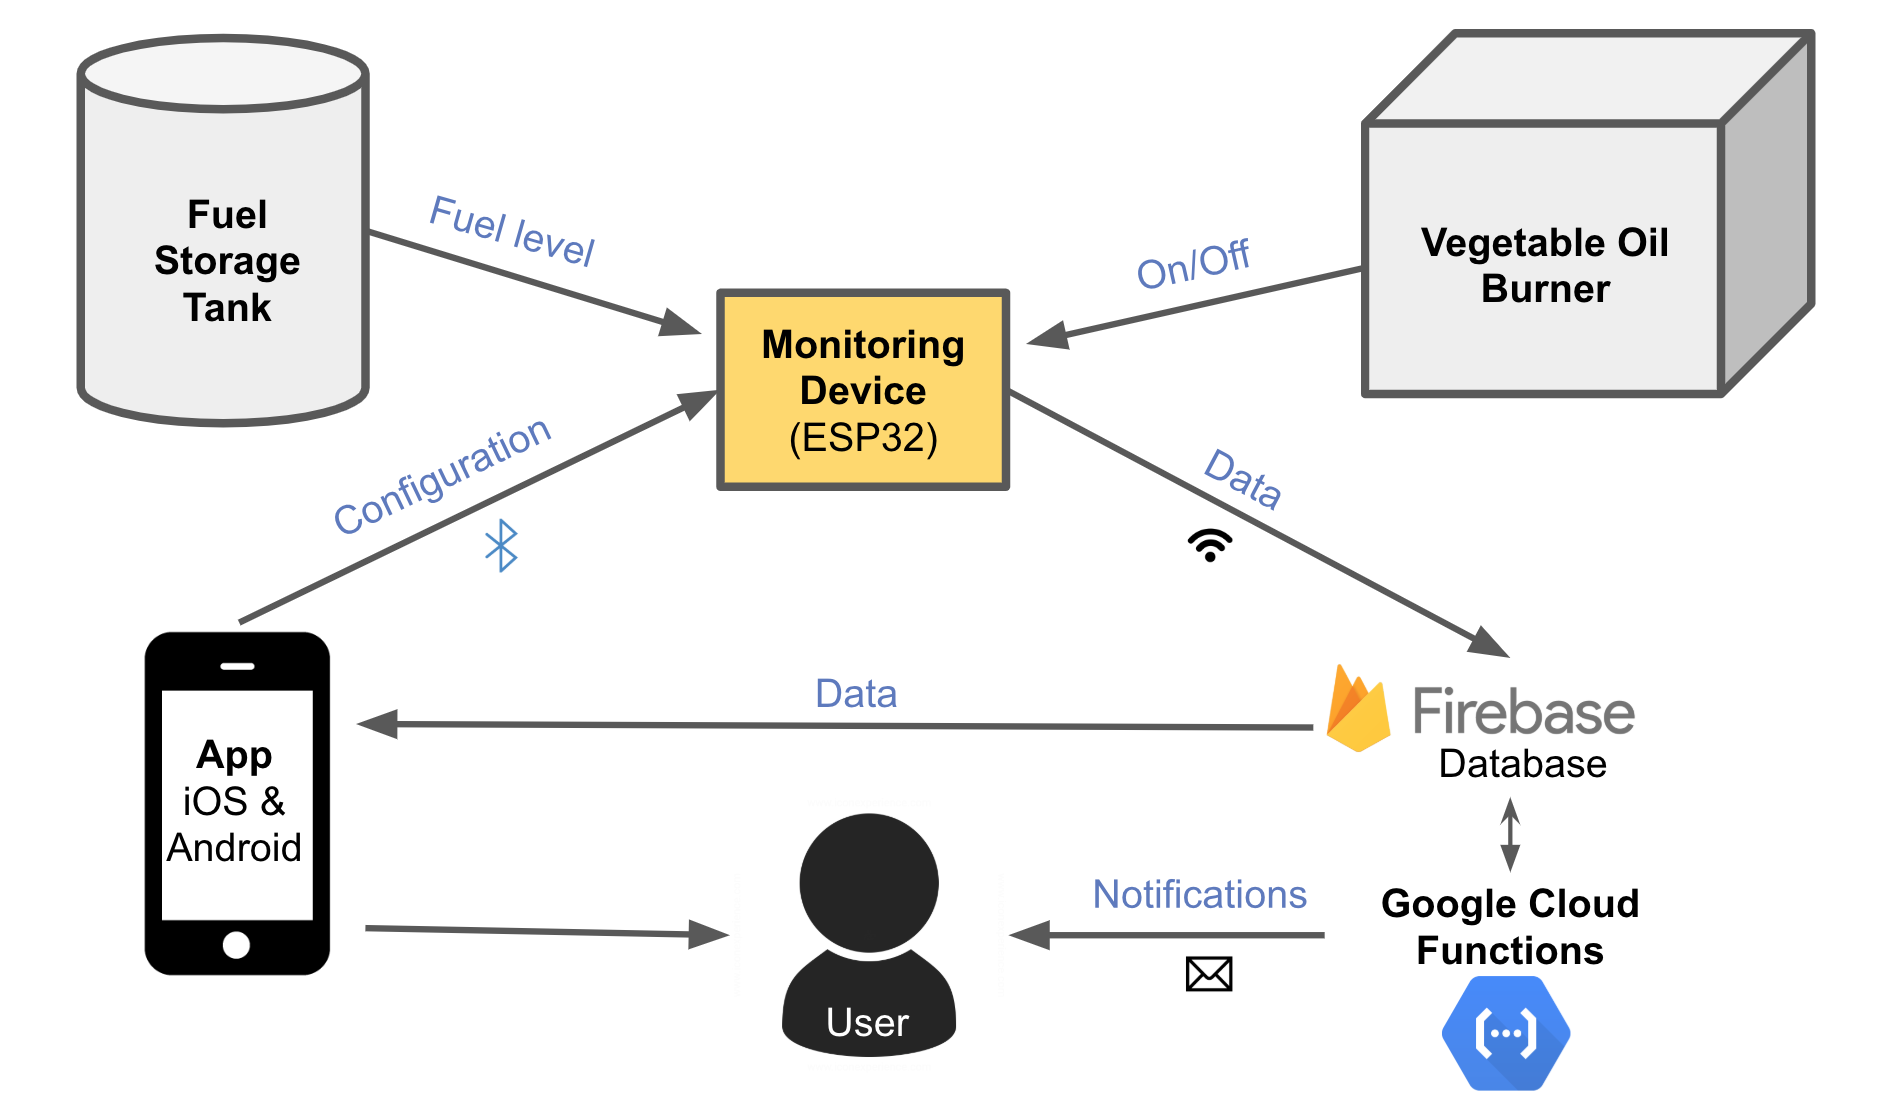 Fuel
Storage
Tank
Fuel level
On/Off
Vegetable Oil
Burner
Monitoring
Device
(ESP32)
Configuration
Data
Data
Firebase
Database
App
iOS &
Android
Notifications
Google Cloud
Functions
User